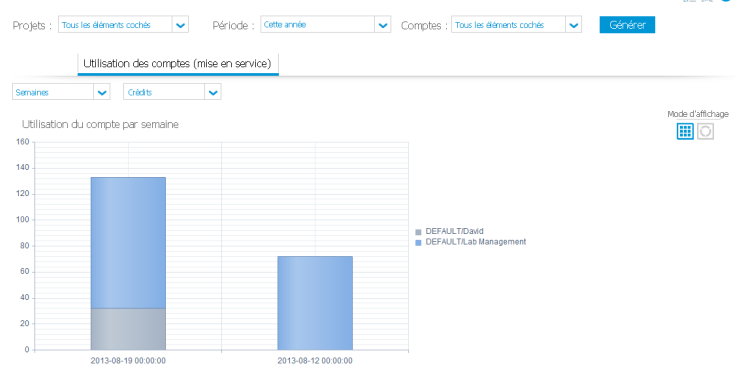 Projets : Tous les éléments cochés Période : Cette année Comptes : Tous les éléments cochés Générer
Utilisation des comptes (mise en service)
Semaines Crédits
Mode d'affichage
Utilisation du compte par semaine
160
140
120
100
80
60
40
20
0
DEFAULT/David
DEFAULT/Lab Management
2013-08-19 00:00:00 2013-08-12 00:00:00